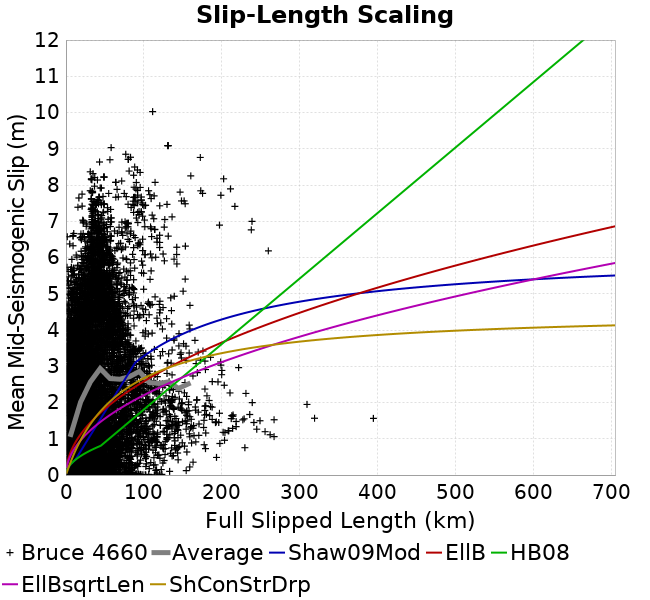 Slip-Length Scaling
Mean Mid-Seismogenic Slip (m)
12
11
10
9
8
7
6
5
4
3
2
1
0
0 100 200 300 400 500 600 700
Full Slipped Length (km)
Bruce 4660 Average Shaw09Mod EllB HB08
EllBsqrtLen ShConStrDrp